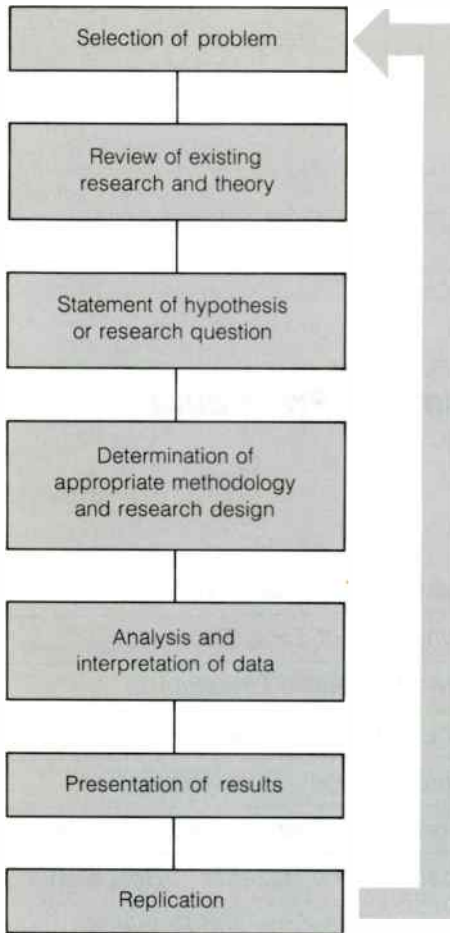 Selection of problem
Review of existing
research and theory
Statement of hypothesis
or research question
Determination of
appropriate methodology
and research design
Analysis and
interpretation of data
Presentation of results
Replication